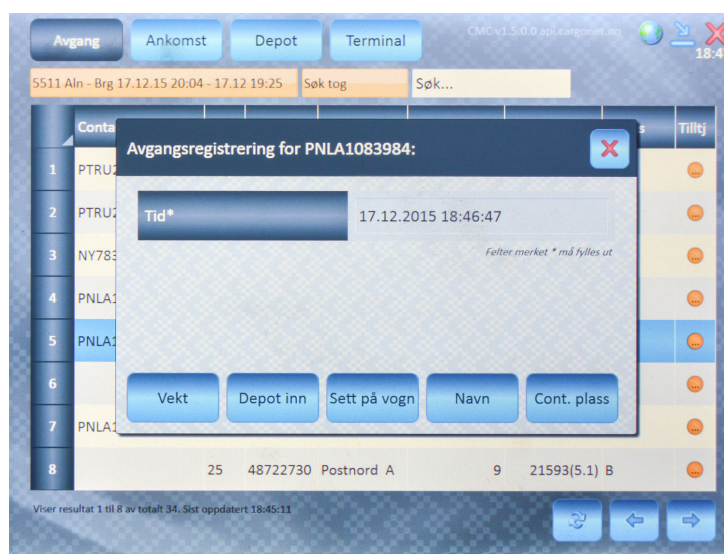 Avgang Ankomst Depot Terminal CMC v1.5.0.0 api.cargonet.no
18:4
5511 Aln - Brg 17.12.15 20:04 - 17.12 19:25 Søk tog Søk...
Conta s Tilltj
Avgangsregistrering for PNLA1083984:
1 PTRU2
2 PTRU2
Tid* 17.12.2015 18:46:47
3 NY783
Felter merket * må fylles ut
4 PNLA1
5 PNLA1
6
Vekt Depot inn Sett på vogn Navn Cont. plass
7 PNLA1
8 25 48722730 Postnord A 9 21593(5.1) B
Viser resultat 1 til 8 av totalt 34. Sist oppdatert 18:45:11